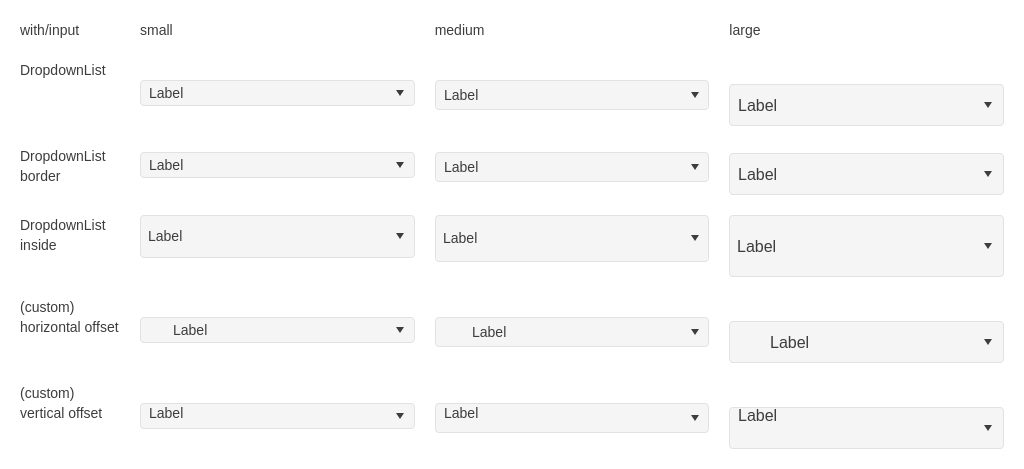 with/input small medium large
DropdownList
Label Label Label
DropdownList
border
Label Label Label
DropdownList
inside
Label Label Label
(custom)
horizontal offset
Label Label Label
(custom)
vertical offset
Label Label Label